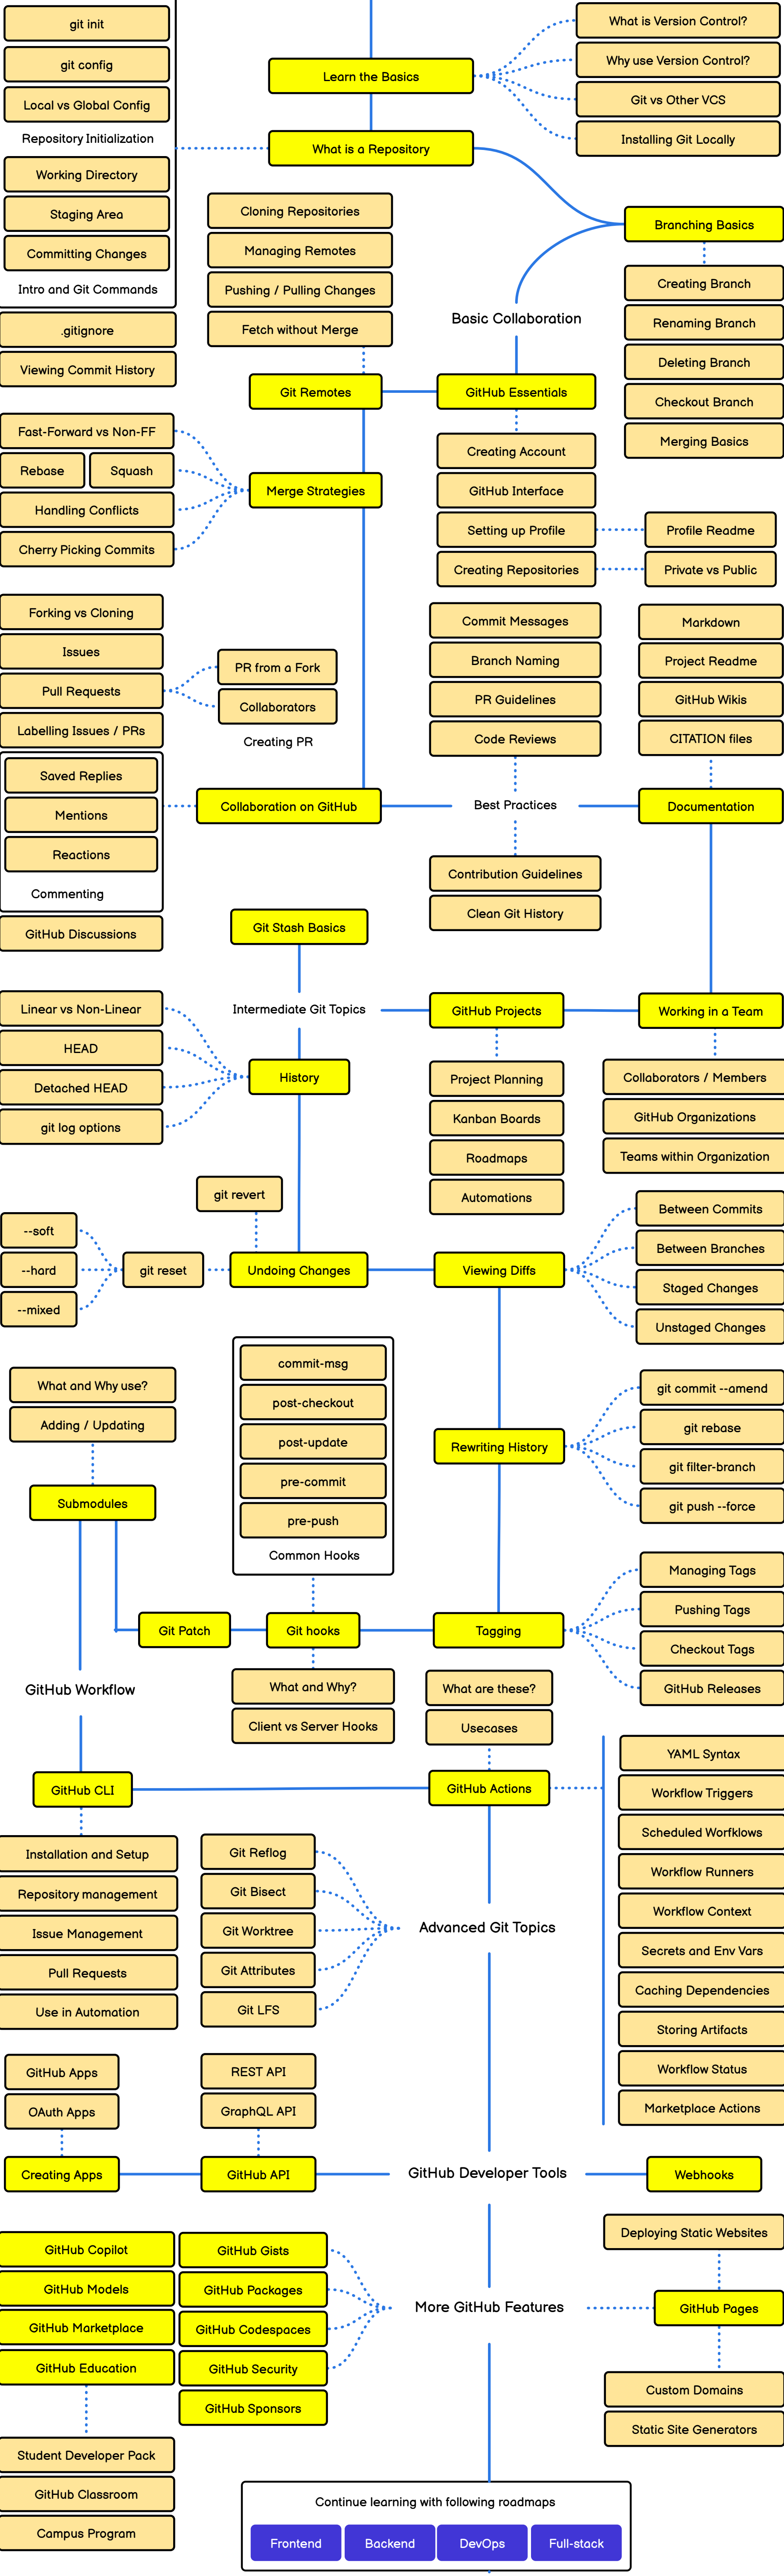 git init
git config
Local vs Global Config
Repository Initialization
Working Directory
Staging Area
Committing Changes
Intro and Git Commands
.gitignore
Viewing Commit History
Learn the Basics
What is a Repository
What is Version Control?
Why use Version Control?
Git vs Other VCS
Installing Git Locally
Cloning Repositories
Managing Remotes
Pushing / Pulling Changes
Fetch without Merge
Basic Collaboration
Branching Basics
Creating Branch
Renaming Branch
Deleting Branch
Checkout Branch
Merging Basics
Git Remotes
GitHub Essentials
Creating Account
GitHub Interface
Setting up Profile
Creating Repositories
Profile Readme
Private vs Public
Fast-Forward vs Non-FF
Rebase
Squash
Handling Conflicts
Cherry Picking Commits
Merge Strategies
Forking vs Cloning
Issues
Pull Requests
Labelling Issues / PRs
PR from a Fork
Collaborators
Creating PR
Saved Replies
Mentions
Reactions
Commenting
GitHub Discussions
Collaboration on GitHub
Commit Messages
Branch Naming
PR Guidelines
Code Reviews
Best Practices
Contribution Guidelines
Clean Git History
Markdown
Project Readme
GitHub Wikis
CITATION files
Documentation
Git Stash Basics
Intermediate Git Topics
GitHub Projects
Working in a Team
Linear vs Non-Linear
HEAD
Detached HEAD
git log options
History
Project Planning
Kanban Boards
Roadmaps
Automations
Collaborators / Members
GitHub Organizations
Teams within Organization
git revert
--soft
--hard
--mixed
git reset
Undoing Changes
Viewing Diffs
Between Commits
Between Branches
Staged Changes
Unstaged Changes
What and Why use?
Adding / Updating
Submodules
commit-msg
post-checkout
post-update
pre-commit
pre-push
Common Hooks
Rewriting History
git commit --amend
git rebase
git filter-branch
git push --force
Git Patch
Git hooks
Tagging
Managing Tags
Pushing Tags
Checkout Tags
GitHub Releases
GitHub Workflow
What and Why?
Client vs Server Hooks
What are these?
Usecases
GitHub CLI
GitHub Actions
YAML Syntax
Workflow Triggers
Scheduled Worfklows
Workflow Runners
Workflow Context
Secrets and Env Vars
Caching Dependencies
Storing Artifacts
Workflow Status
Marketplace Actions
Installation and Setup
Repository management
Issue Management
Pull Requests
Use in Automation
Git Reflog
Git Bisect
Git Worktree
Git Attributes
Git LFS
Advanced Git Topics
GitHub Apps
OAuth Apps
REST API
GraphQL API
Creating Apps
GitHub API
GitHub Developer Tools
Webhooks
GitHub Copilot
GitHub Models
GitHub Marketplace
GitHub Education
GitHub Gists
GitHub Packages
GitHub Codespaces
GitHub Security
GitHub Sponsors
More GitHub Features
Deploying Static Websites
GitHub Pages
Custom Domains
Static Site Generators
Student Developer Pack
GitHub Classroom
Campus Program
Continue learning with following roadmaps
Frontend
Backend
DevOps
Full-stack